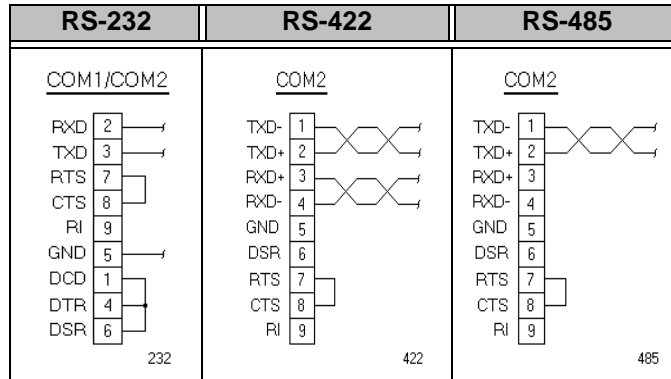 RS-232 RS-422 RS-485
COM1/COM2
RXD 2
TXD 3
RTS 7
CTS 8
RI 9
GND 5
DCD 1
DTR 4
DSR 6
232
COM2
TXD- 1
TXD+ 2
RXD+ 3
RXD- 4
GND 5
DSR 6
RTS 7
CTS 8
RI 9
422
COM2
TXD- 1
TXD+ 2
RXD+ 3
RXD- 4
GND 5
DSR 6
RTS 7
CTS 8
RI 9
485